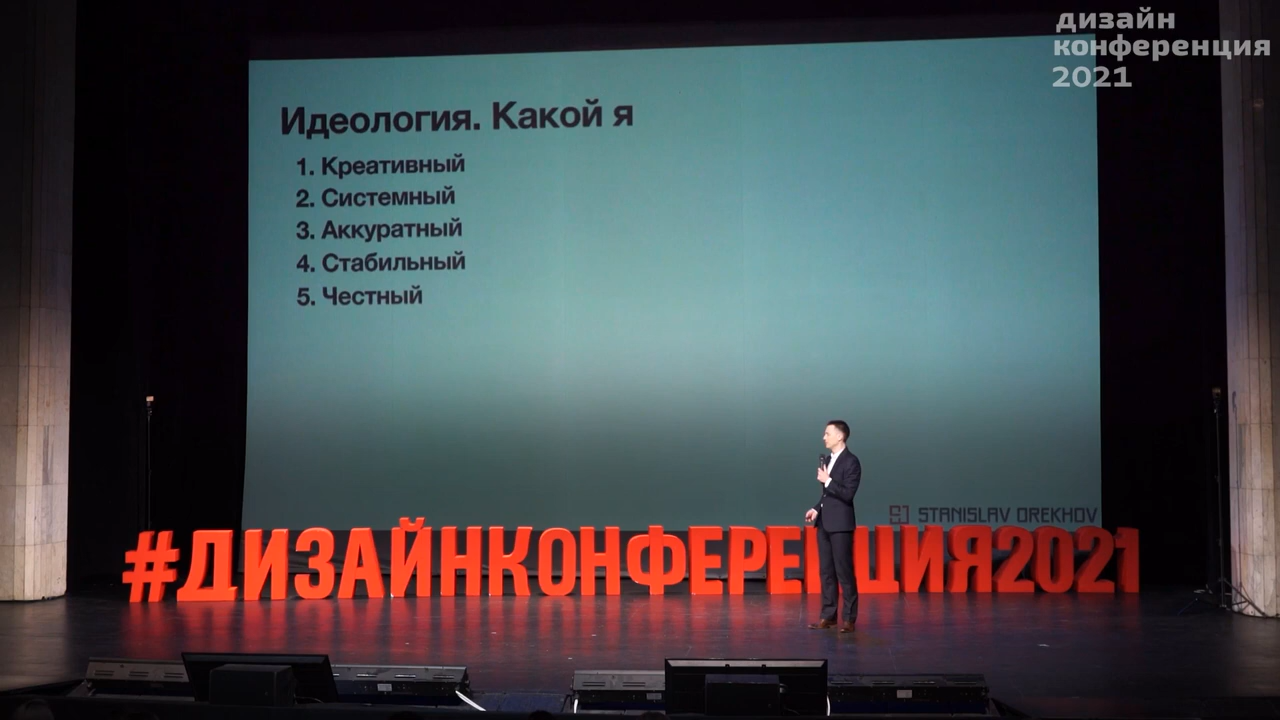 дизайн
конференция
2021
Идеология. Какой я
1. Креативный
2. Системный
3. Аккуратный
4. Стабильный
5. Честный
STANISLAV OREKHOV
#ДИЗАЙНКОНФЕРЕНЦИЯ2021